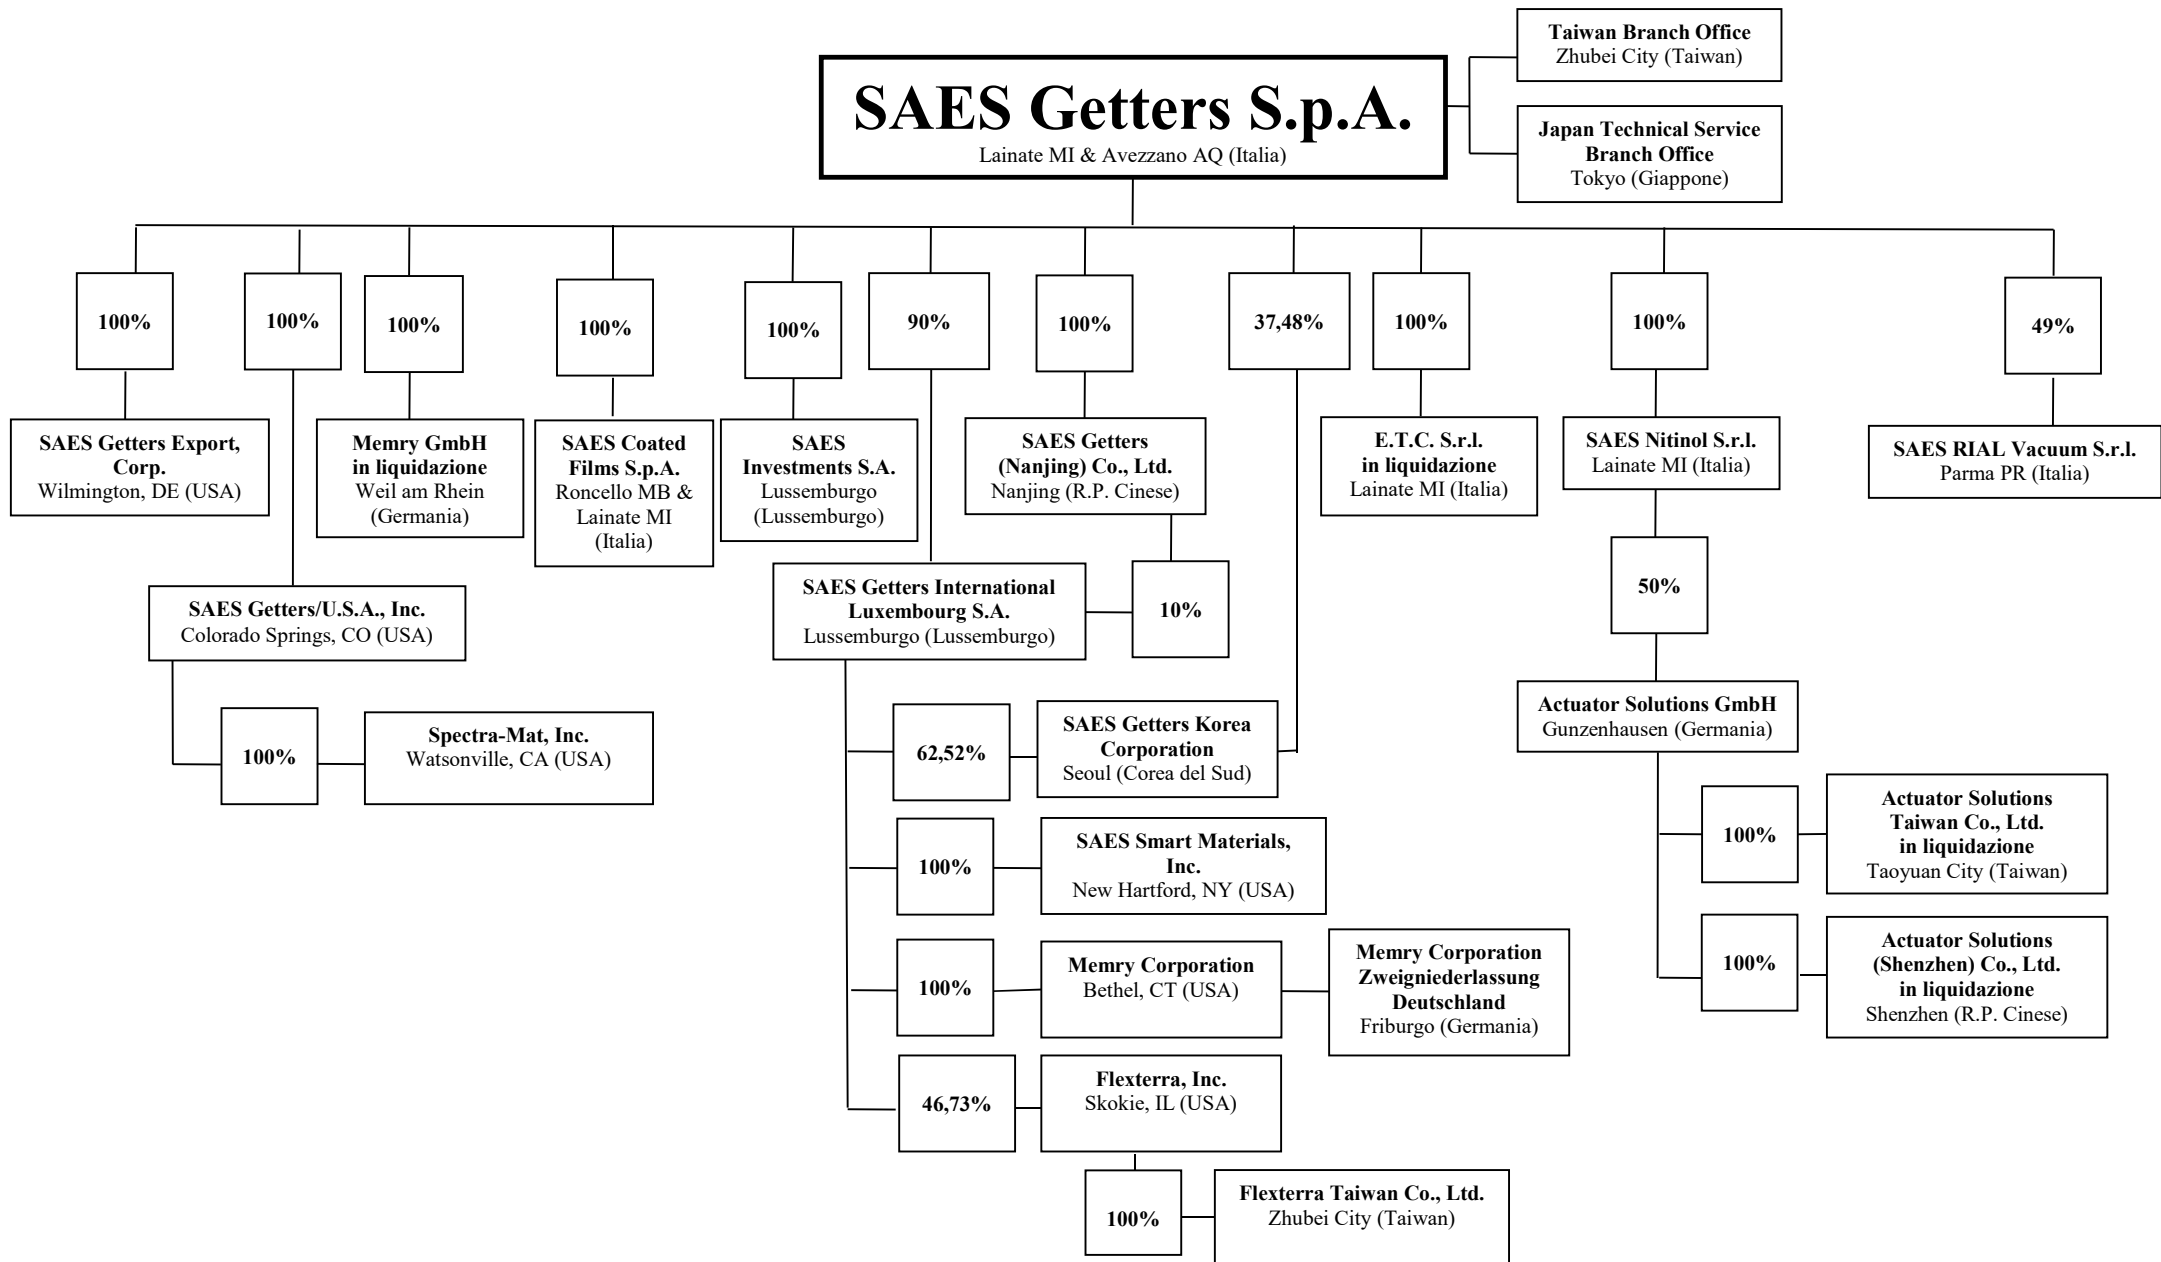 Taiwan Branch Office
Zhubei City (Taiwan)
SAES Getters S.p.A.
Lainate MI & Avezzano AQ (Italia)
Japan Technical Service
Branch Office
Tokyo (Giappone)
100%
100%
100%
100%
100%
90%
100%
37,48%
100%
100%
49%
SAES Getters Export,
Corp.
Wilmington, DE (USA)
Memry GmbH
in liquidazione
Weil am Rhein
(Germania)
SAES Coated
Films S.p.A.
Roncello MB &
Lainate MI
(Italia)
SAES
Investments S.A.
Lussemburgo
(Lussemburgo)
SAES Getters
(Nanjing) Co., Ltd.
Nanjing (R.P. Cinese)
E.T.C. S.r.l.
in liquidazione
Lainate MI (Italia)
SAES Nitinol S.r.l.
Lainate MI (Italia)
SAES RIAL Vacuum S.r.l.
Parma PR (Italia)
SAES Getters/U.S.A., Inc.
Colorado Springs, CO (USA)
SAES Getters International
Luxembourg S.A.
Lussemburgo (Lussemburgo)
10%
50%
100%
Spectra-Mat, Inc.
Watsonville, CA (USA)
62,52%
SAES Getters Korea
Corporation
Seoul (Corea del Sud)
Actuator Solutions GmbH
Gunzenhausen (Germania)
100%
SAES Smart Materials,
Inc.
New Hartford, NY (USA)
100%
Actuator Solutions
Taiwan Co., Ltd.
in liquidazione
Taoyuan City (Taiwan)
100%
Memry Corporation
Bethel, CT (USA)
Memry Corporation
Zweigniederlassung
Deutschland
Friburgo (Germania)
100%
Actuator Solutions
(Shenzhen) Co., Ltd.
in liquidazione
Shenzhen (R.P. Cinese)
46,73%
Flexterra, Inc.
Skokie, IL (USA)
100%
Flexterra Taiwan Co., Ltd.
Zhubei City (Taiwan)